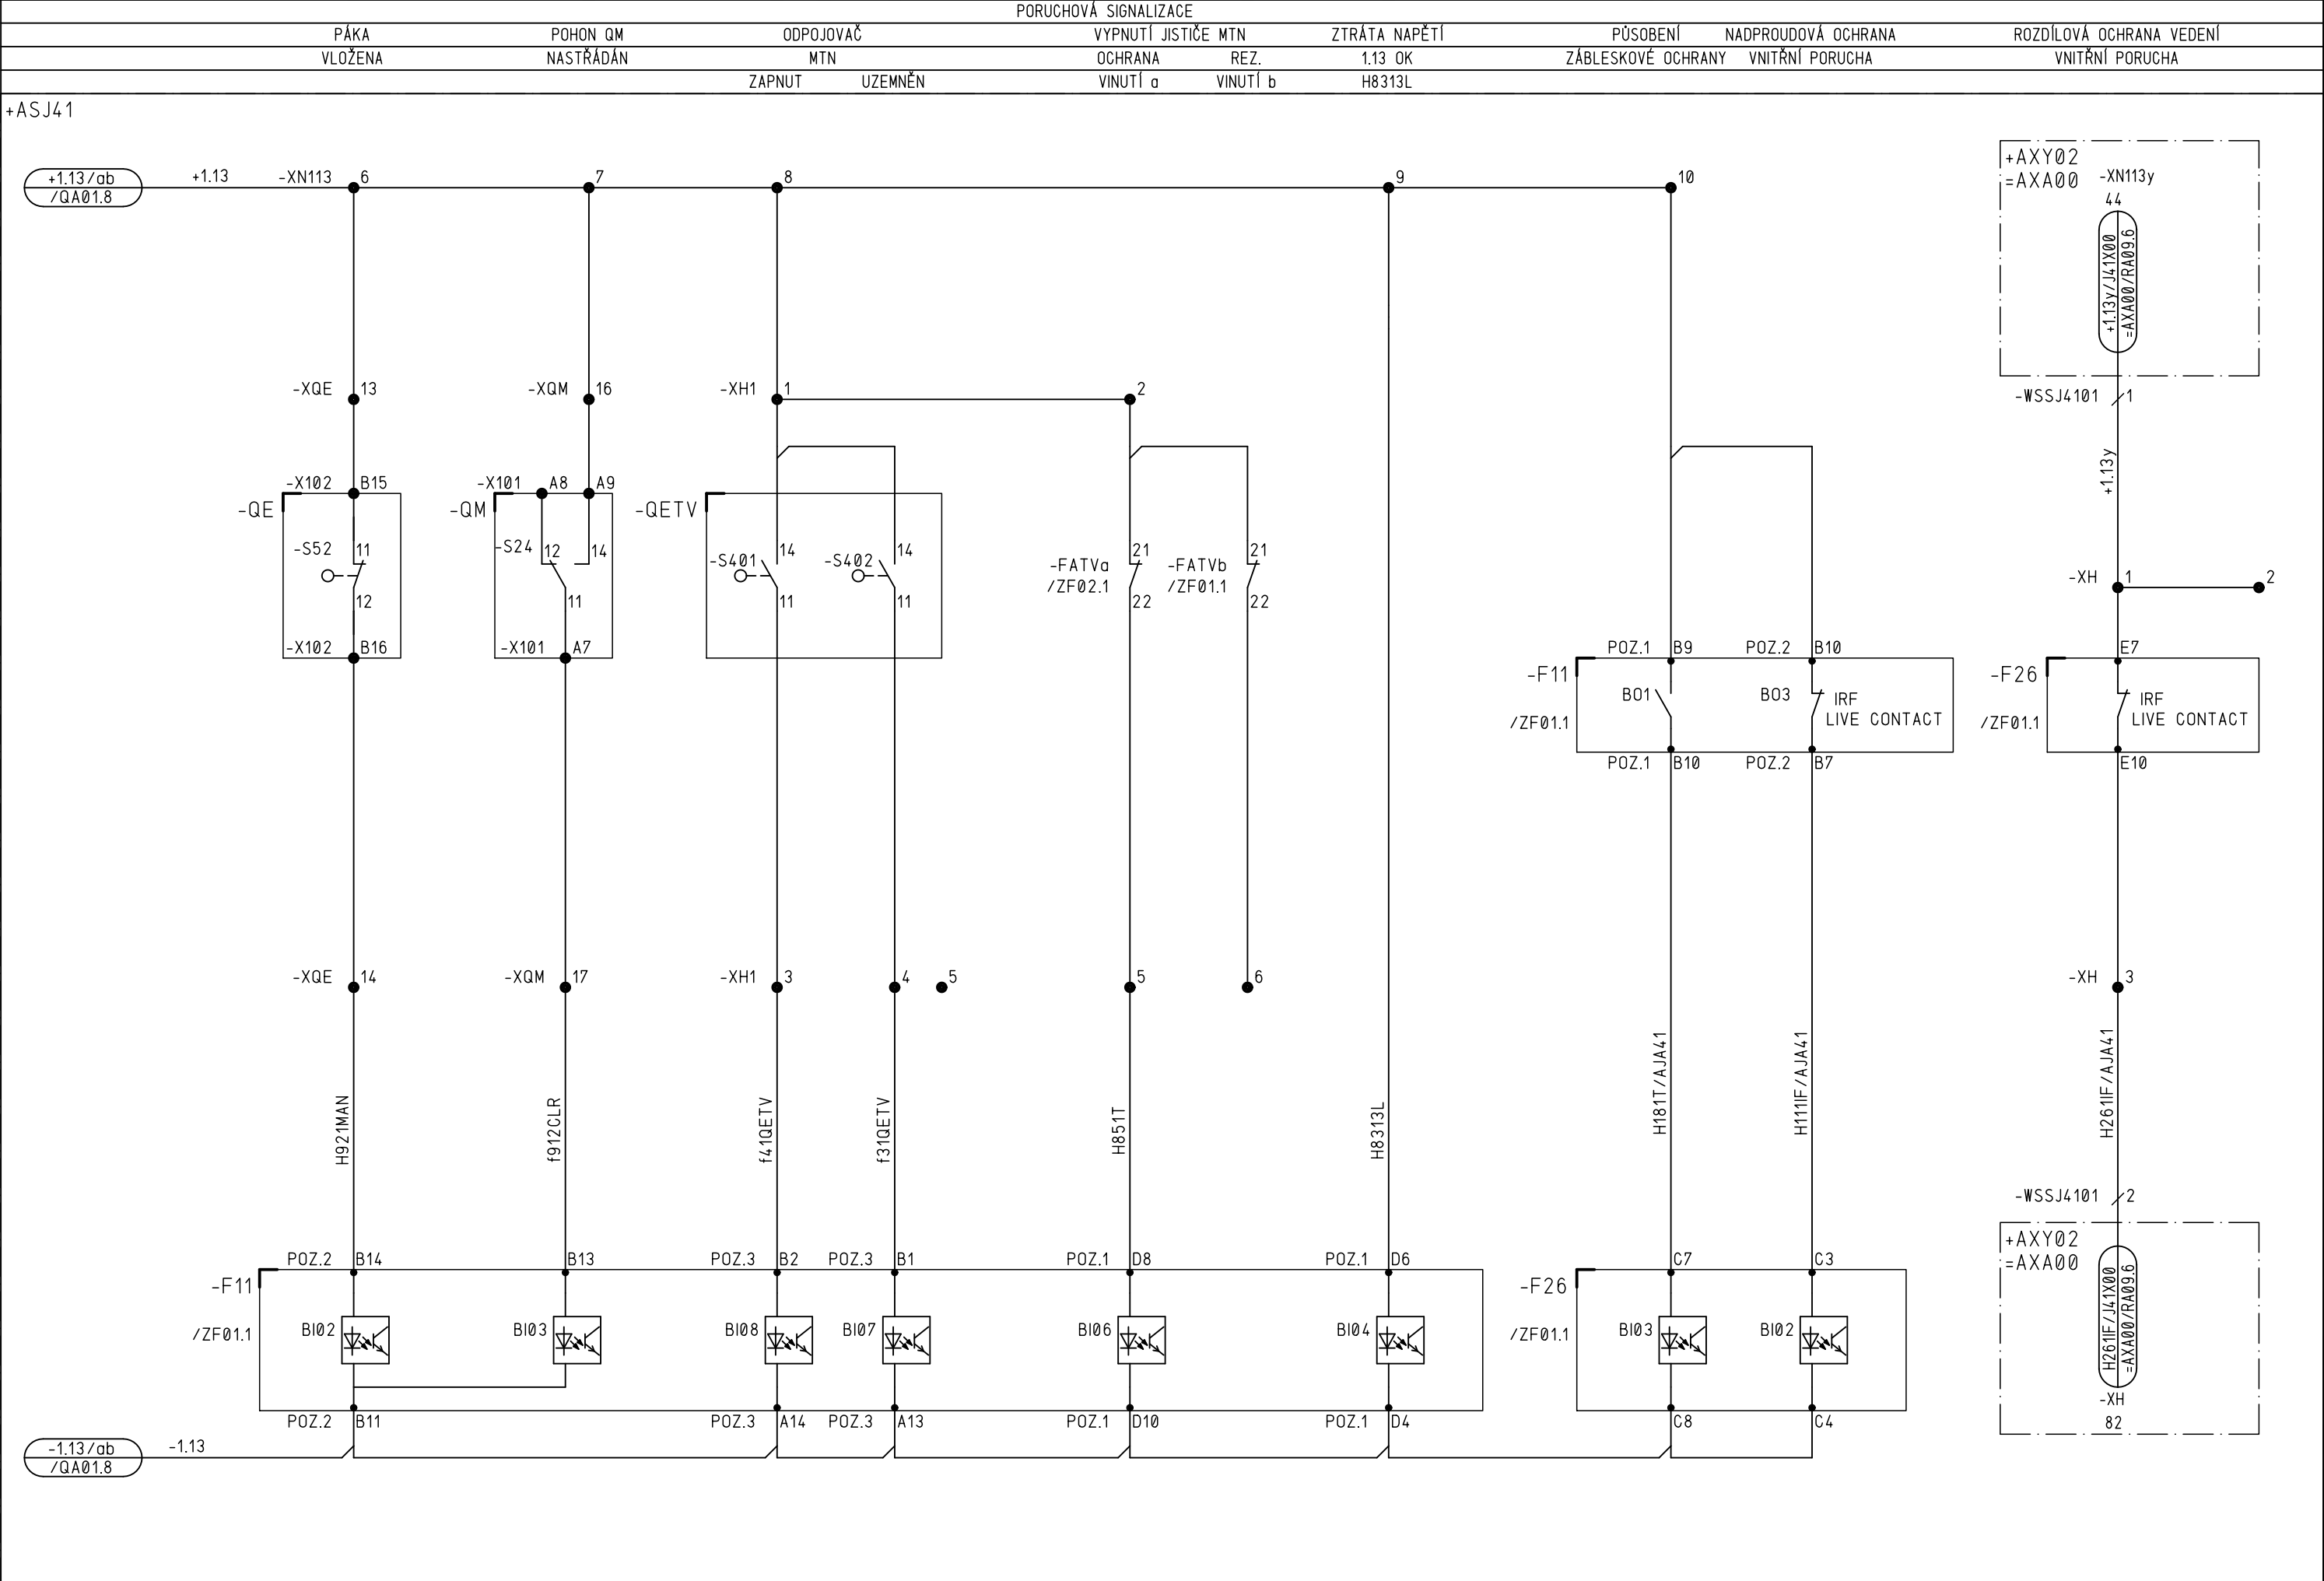 PORUCHOVÁ SIGNALIZACE
PÁKA POHON QM ODPOJOVAČ VYPNUTÍ JISTIČE MTN ZTRÁTA NAPĚTÍ PŮSOBENÍ NADPROUDOVÁ OCHRANA ROZDÍLOVÁ OCHRANA VEDENÍ
VLOŽENA NASTŘÁDÁN MTN OCHRANA REZ. 1.13 OK ZÁBLESKOVÉ OCHRANY VNITŘNÍ PORUCHA VNITŘNÍ PORUCHA
ZAPNUT UZEMNĚN VINUTÍ a VINUTÍ b H8313L
+ASJ41
+AXY02
=AXA00 -XN113y
44
+1.13y/J41X00
=AXA00/RA09.6
+1.13/ab +1.13 -XN113 6 7 8 9 10
/QA01.8
-XQE 13 -XQM 16 -XH1 1 2 -WSSJ4101 1
+1.13y
-X102 B15 -X101 A8 A9
-QE -QM -QETV
-S52 11 -S24 12 14 -S401 14 -S402 14 21 21
-FATVa -FATVb
/ZF02.1 /ZF01.1
12 11 11 11 22 22
-XH 1 2
-X102 B16 -X101 A7 POZ.1 B9 POZ.2 B10 E7
-F11 -F26
BO1 BO3 IRF IRF
/ZF01.1 LIVE CONTACT /ZF01.1 LIVE CONTACT
POZ.1 B10 POZ.2 B7 E10
-XQE 14 -XQM 17 -XH1 3 4 5 5 6 -XH 3
H921MAN f912CLR f41QETV f31QETV H851T H8313L H181T/AJA41 H111IF/AJA41 H261IF/AJA41
-WSSJ4101 2
+AXY02
=AXA00
H261IF/J41X00
=AXA00/RA09.6
POZ.2 B14 B13 POZ.3 B2 POZ.3 B1 POZ.1 D8 POZ.1 D6 C7 C3
-F11 -F26
/ZF01.1 BI02 BI03 BI08 BI07 BI06 BI04 /ZF01.1 BI03 BI02
-XH
POZ.2 B11 POZ.3 A14 POZ.3 A13 POZ.1 D10 POZ.1 D4 C8 C4 82
-1.13/ab -1.13
/QA01.8